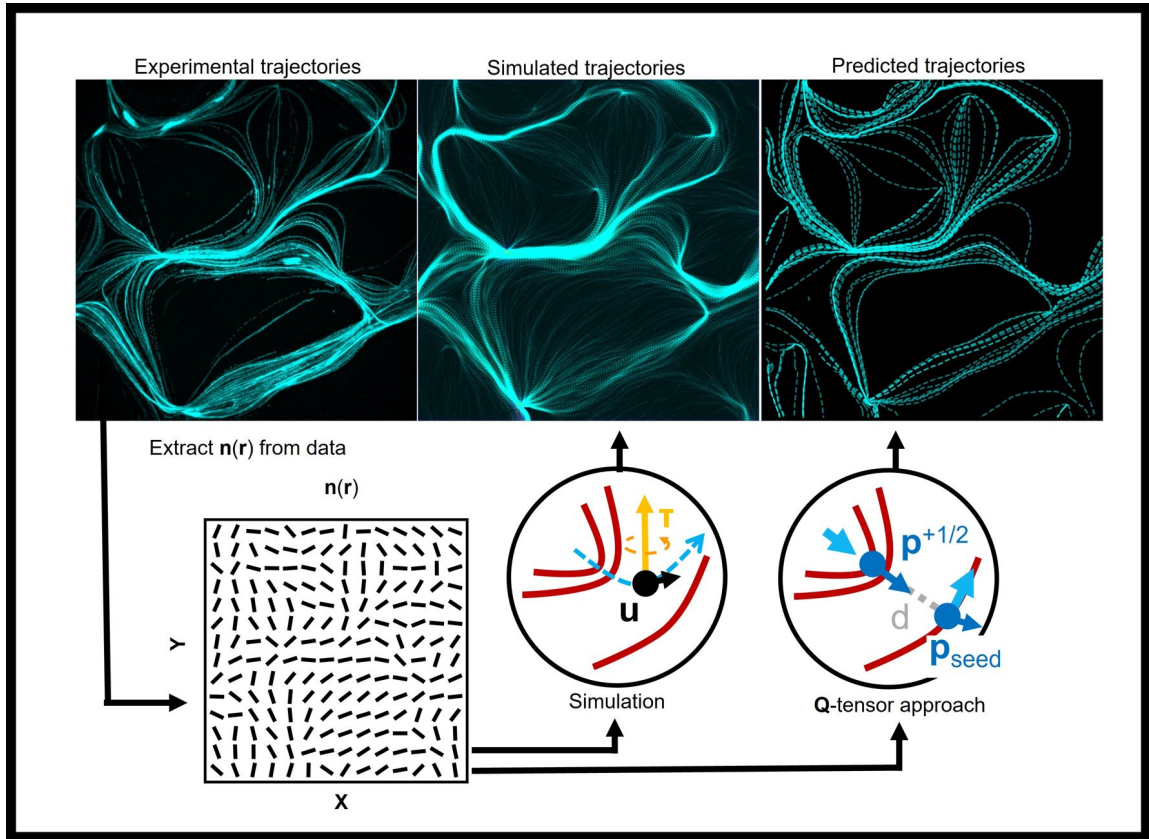 Experimental trajectories
Simulated trajectories
Predicted trajectories
Extract n(r) from data
n(r)
Y
X
T
u
Simulation
p+1/2
d
pseed
Q-tensor approach